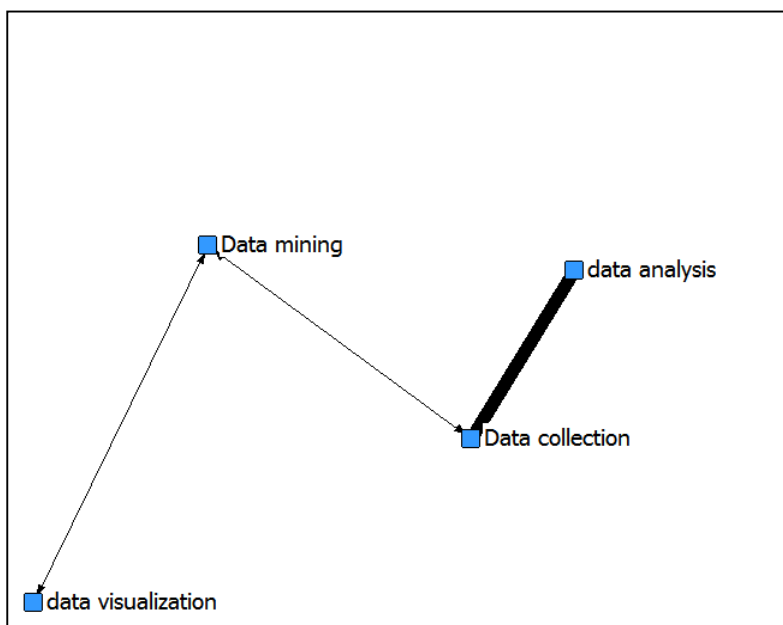 Data mining
data analysis
Data collection
data visualization